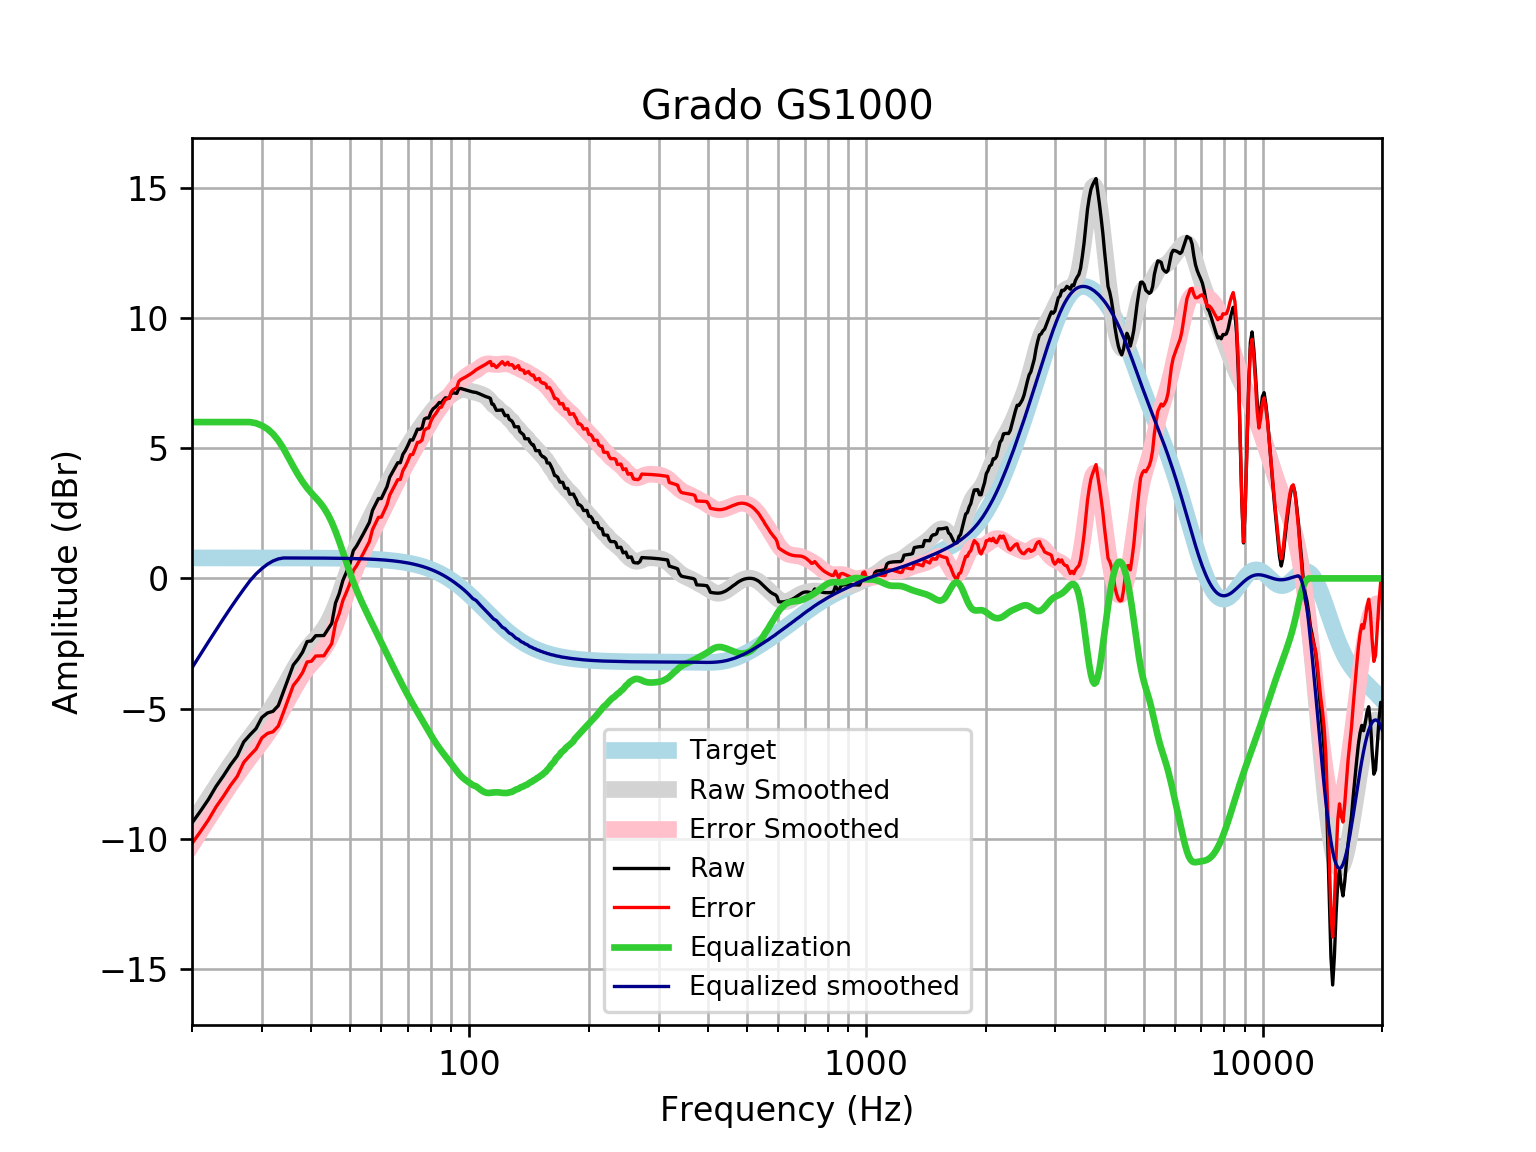 Grado GS1000
Amplitude (dBr)
15
10
5
0
−5
−10
−15
Target
Raw Smoothed
Error Smoothed
Raw
Error
Equalization
Equalized smoothed
100 1000 10000
Frequency (Hz)